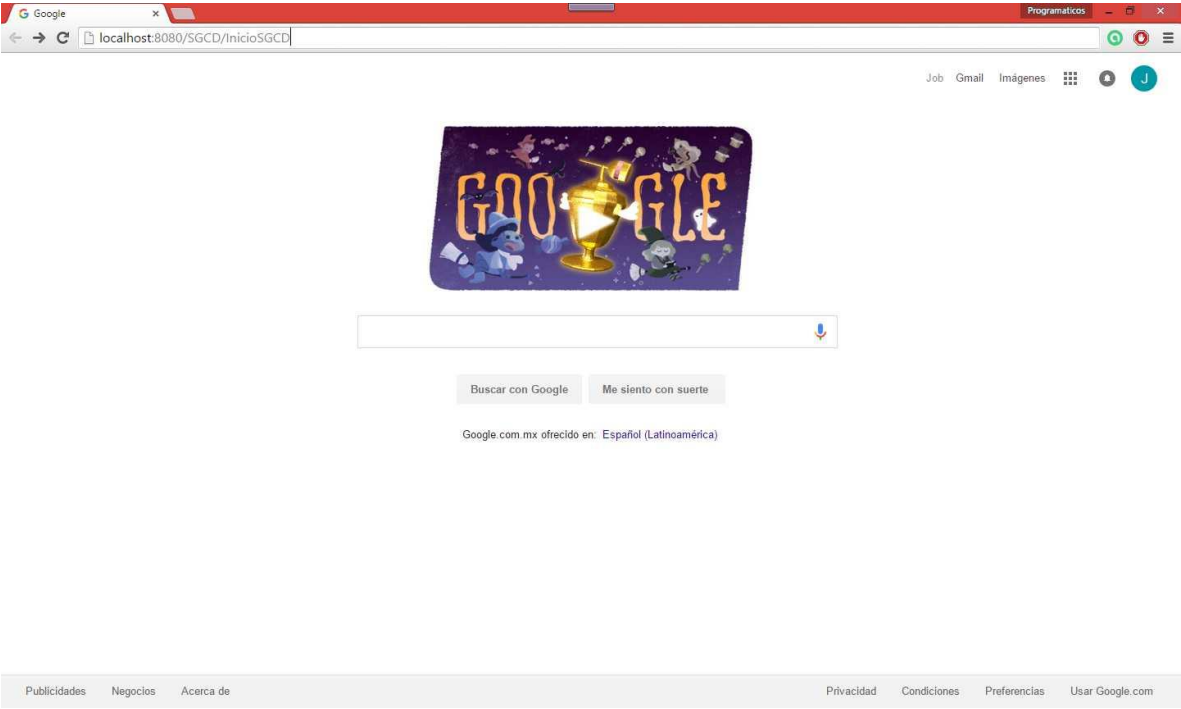 Google
Programaticos
localhost:8080/SGCD/InicioSGCD
Job Gmail Imágenes J
GOOGLE
Buscar con Google Me siento con suerte
Google.com.mx ofrecido en: Español (Latinoamérica)
Publicidades Negocios Acerca de Privacidad Condiciones Preferencias Usar Google.com